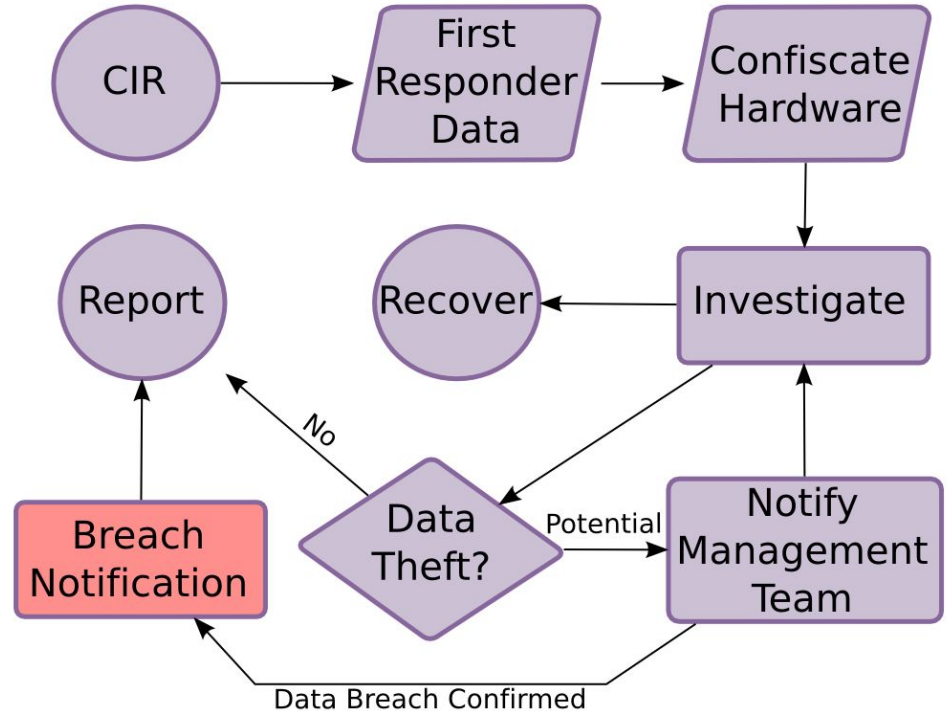 CIR
First
Responder
Data
Confiscate
Hardware
Report
Recover
Investigate
No
Data
Theft?
Potential
Notify
Management
Team
Breach
Notification
Data Breach Confirmed